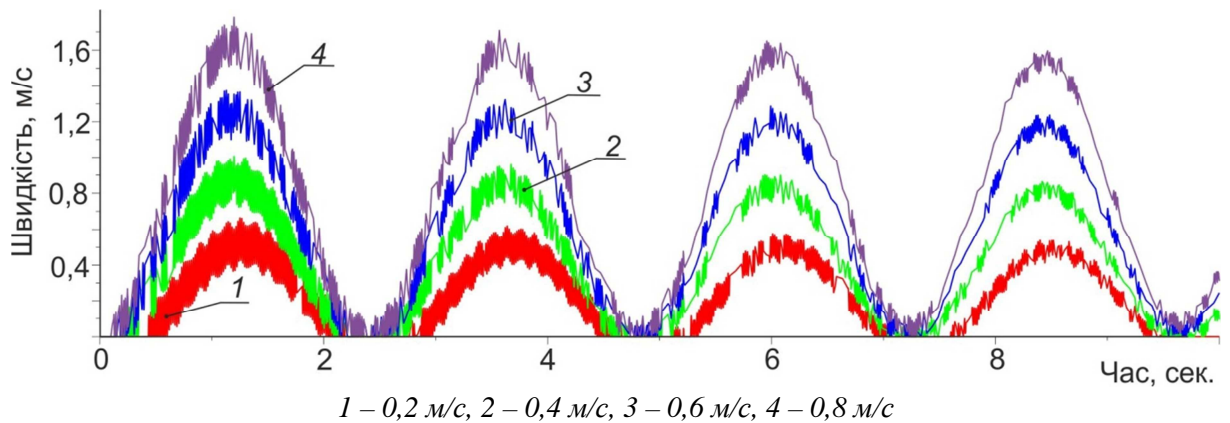 Швидкість, м/с
1,6
1,2
0,8
0,4
4
3
2
1
0 2 4 6 8
Час, сек.
1 – 0,2 м/с, 2 – 0,4 м/с, 3 – 0,6 м/с, 4 – 0,8 м/с